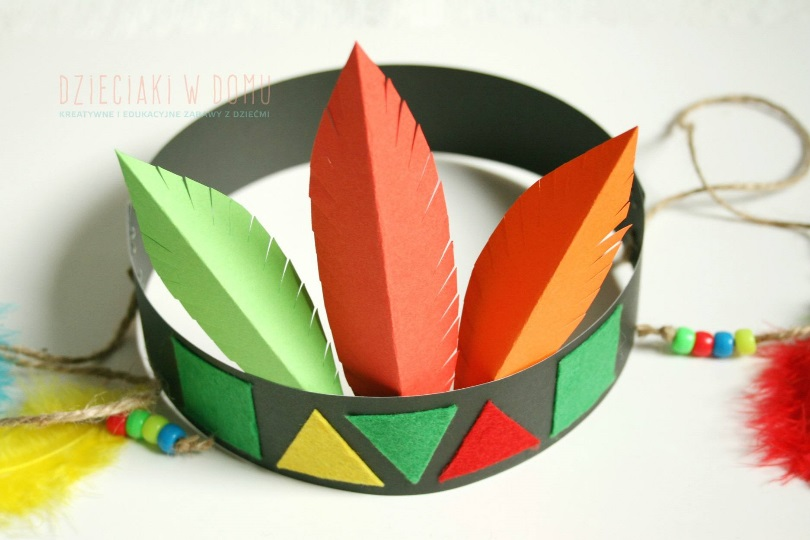 DZIECIAKI W DOMU
KREATYWNE I EDUKACYJNE ZABAWY Z DZIEĆMI